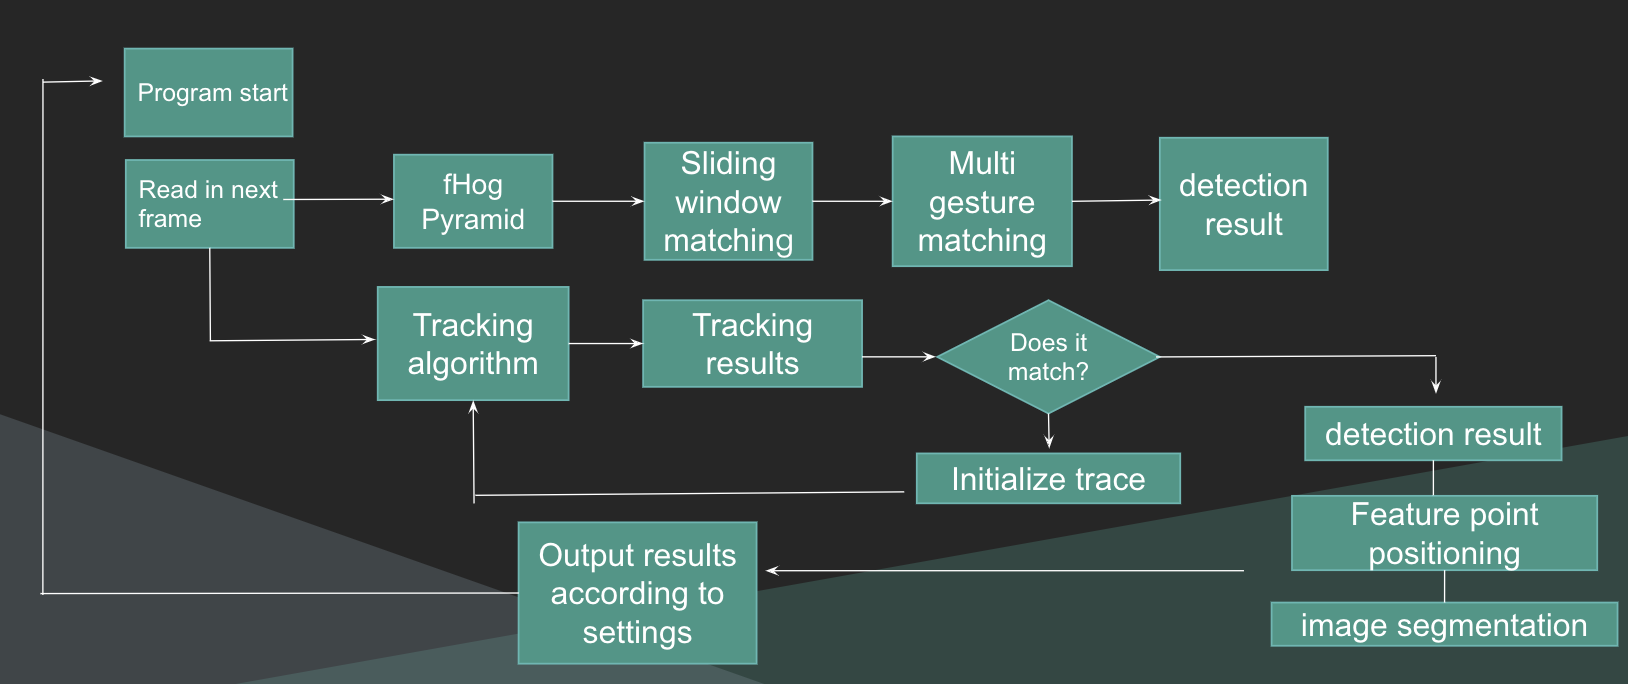 Program start
Read in next
frame
fHog
Pyramid
Sliding
window
matching
Multi
gesture
matching
detection
result
Tracking
algorithm
Tracking
results
Does it
match?
detection result
Initialize trace
Feature point
positioning
Output results
according to
settings
image segmentation